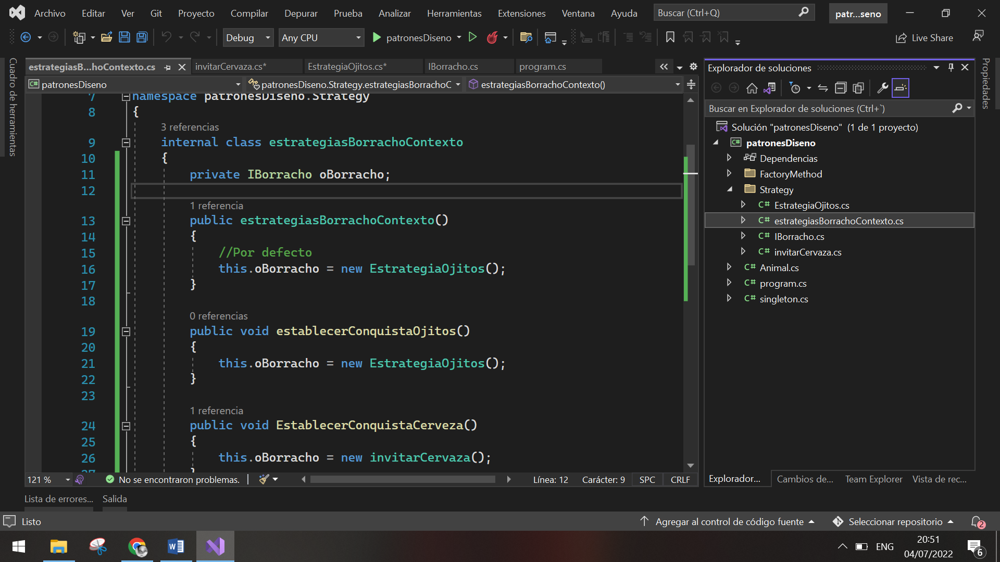 Archivo Editar Ver Git Proyecto Compilar Depurar Prueba Analizar Herramientas Extensiones Ventana Ayuda Buscar (Ctrl+Q) patr...seno
Debug Any CPU patronesDiseno Live Share
Cuadro de herramientas
estrategiasB...hoContexto.cs invitarCervaza.cs* EstrategiaOjitos.cs* IBorracho.cs program.cs
C# patronesDiseno patronesDiseno.Strategy.estrategiasBorrachoC estrategiasBorrachoContexto()
7 namespace patronesDiseno.Strategy
8 {
3 referencias
9 internal class estrategiasBorrachoContexto
10 {
11 private IBorracho oBorracho;
12
1 referencia
13 public estrategiasBorrachoContexto()
14 {
15 //Por defecto
16 this.oBorracho = new EstrategiaOjitos();
17 }
18
0 referencias
19 public void establecerConquistaOjitos()
20 {
21 this.oBorracho = new EstrategiaOjitos();
22 }
23
1 referencia
24 public void EstablecerConquistaCerveza()
25 {
26 this.oBorracho = new invitarCervaza();
27 }
121 % No se encontraron problemas. Línea: 12 Carácter: 9 SPC CRLF
Explorador de soluciones
Buscar en Explorador de soluciones (Ctrl+`)
Solución "patronesDiseno" (1 de 1 proyecto)
C# patronesDiseno
Dependencias
FactoryMethod
Strategy
C# EstrategiaOjitos.cs
C# estrategiasBorrachoContexto.cs
C# IBorracho.cs
C# invitarCervaza.cs
C# Animal.cs
C# program.cs
C# singleton.cs
Explorador... Cambios de... Team Explorer Vista de rec...
Propiedades
Lista de errores... Salida
Listo Agregar al control de código fuente Seleccionar repositorio 2
W ENG 20:51
04/07/2022 6